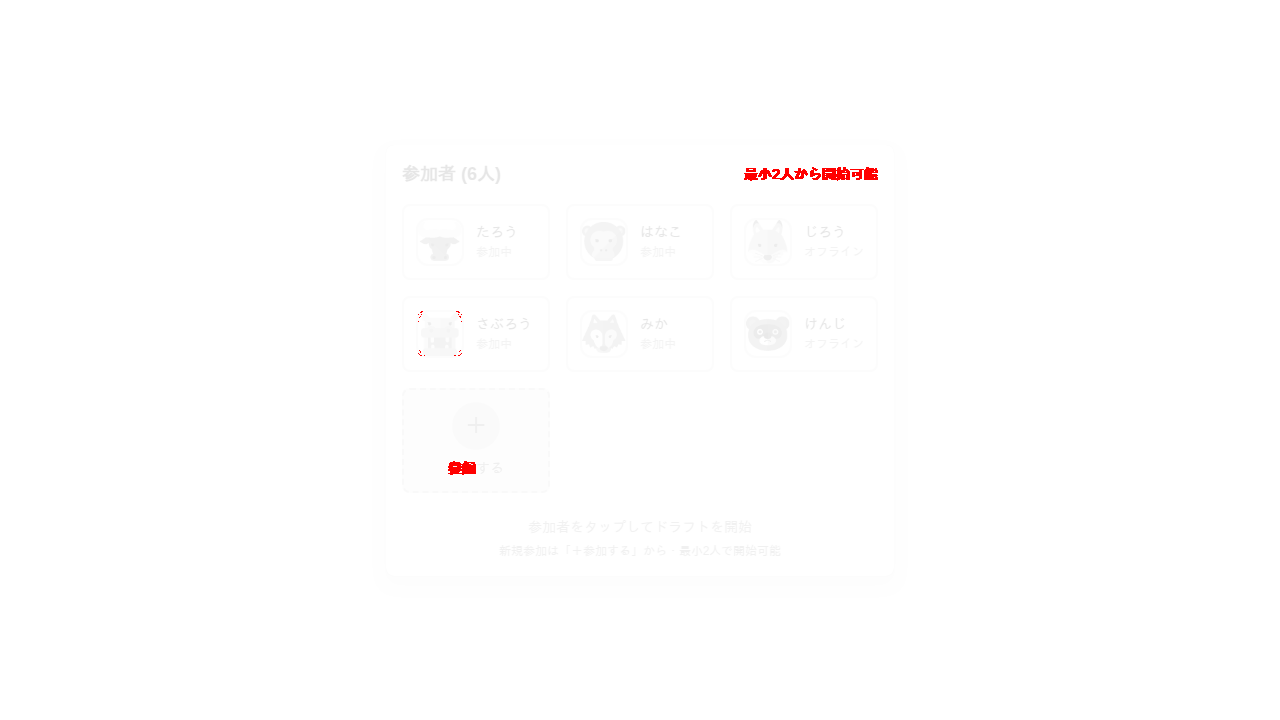 参加者 (6人)
最小2人から開始可能
たろう
参加中
はなこ
参加中
じろう
オフライン
さぶろう
参加中
みか
参加中
けんじ
オフライン
+
する
参加者をタップしてドラフトを開始
新規参加は「＋参加する」から・最小2人で開始可能